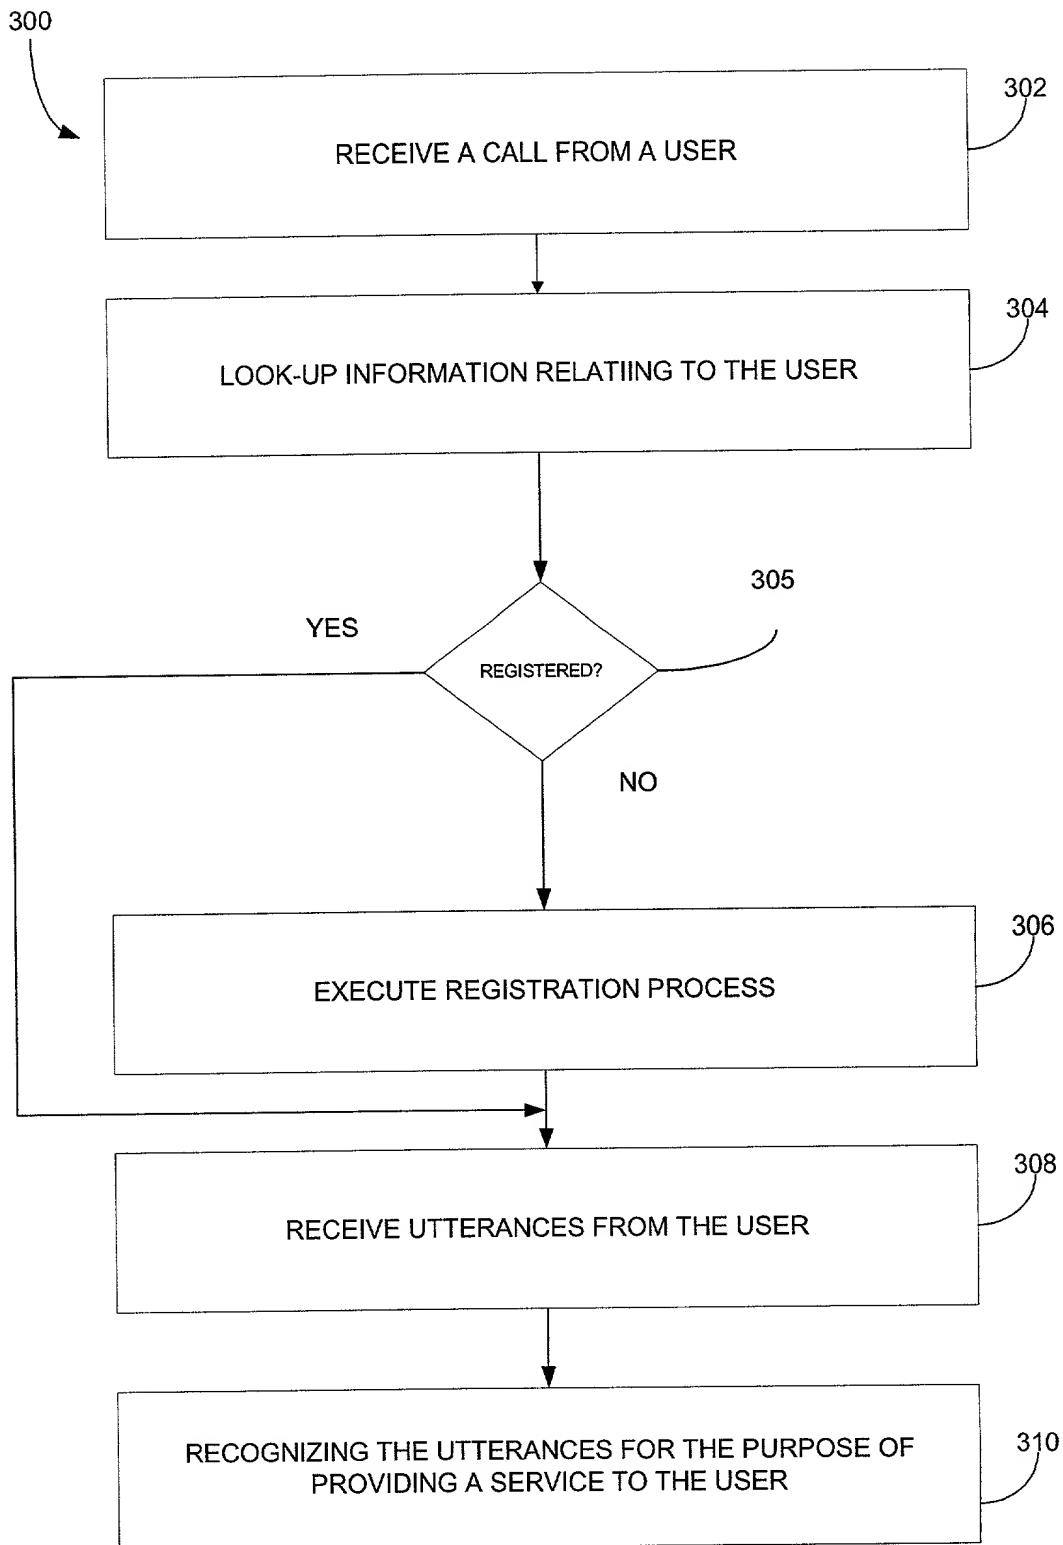 300
302
RECEIVE A CALL FROM A USER
304
LOOK-UP INFORMATION RELATIING TO THE USER
305
YES
REGISTERED?
NO
306
EXECUTE REGISTRATION PROCESS
308
RECEIVE UTTERANCES FROM THE USER
310
RECOGNIZING THE UTTERANCES FOR THE PURPOSE OF
PROVIDING A SERVICE TO THE USER